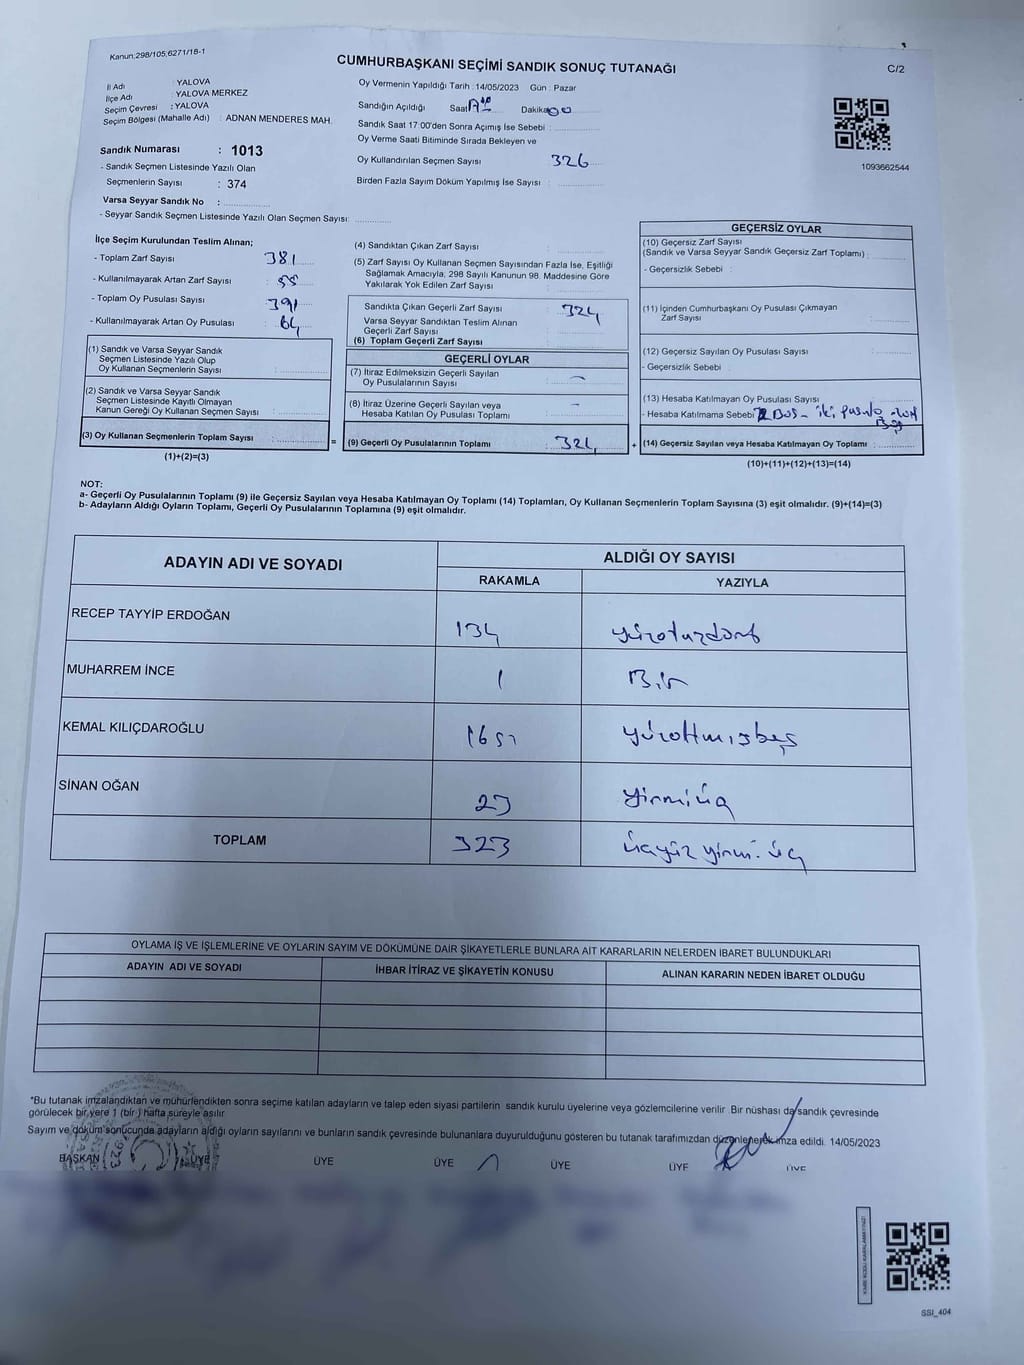 Kanun:298/105;6271/18-1
CUMHURBAŞKANI SEÇİMİ SANDIK SONUÇ TUTANAĞI
C/2
İl Adı : YALOVA
İlçe Adı YALOVA MERKEZ
Seçim Çevresi : YALOVA
Seçim Bölgesi (Mahalle Adı) : ADNAN MENDERES MAH.
Oy Vermenin Yapıldığı Tarih : 14/05/2023 Gün : Pazar
Sandığın Açıldığı Saat Dakika 00
Sandık Saat 17:00'den Sonra Açımış İse Sebebi :
Oy Verme Saati Bitiminde Sırada Bekleyen ve
Oy Kullandırılan Seçmen Sayısı 326
Birden Fazla Sayım Döküm Yapılmış İse Sayısı :
1093662544
Sandık Numarası : 1013
- Sandık Seçmen Listesinde Yazılı Olan
Seçmenlerin Sayısı : 374
Varsa Seyyar Sandık No :
- Seyyar Sandık Seçmen Listesinde Yazılı Olan Seçmen Sayısı:
İlçe Seçim Kurulundan Teslim Alınan;
- Toplam Zarf Sayısı : 381
- Kullanılmayarak Artan Zarf Sayısı : 55
- Toplam Oy Pusulası Sayısı : 391
- Kullanılmayarak Artan Oy Pusulası : 64
(1) Sandık ve Varsa Seyyar Sandık
Seçmen Listesinde Yazılı Olup
Oy Kullanan Seçmenlerin Sayısı :
(2) Sandık ve Varsa Seyyar Sandık
Seçmen Listesinde Kayıtlı Olmayan
Kanun Gereği Oy Kullanan Seçmen Sayısı :
(3) Oy Kullanan Seçmenlerin Toplam Sayısı :
(1)+(2)=(3)
(4) Sandıktan Çıkan Zarf Sayısı :
(5) Zarf Sayısı Oy Kullanan Seçmen Sayısından Fazla İse, Eşitliği
Sağlamak Amacıyla, 298 Sayılı Kanunun 98. Maddesine Göre
Yakılarak Yok Edilen Zarf Sayısı :
Sandıkta Çıkan Geçerli Zarf Sayısı : 324
Varsa Seyyar Sandıktan Teslim Alınan
Geçerli Zarf Sayısı :
(6) Toplam Geçerli Zarf Sayısı :
GEÇERLİ OYLAR
(7) İtiraz Edilmeksizin Geçerli Sayılan
Oy Pusulalarının Sayısı : -
(8) İtiraz Üzerine Geçerli Sayılan veya
Hesaba Katılan Oy Pusulası Toplamı : -
= (9) Geçerli Oy Pusulalarının Toplamı : 324 +
GEÇERSİZ OYLAR
(10) Geçersiz Zarf Sayısı
(Sandık ve Varsa Seyyar Sandık Geçersiz Zarf Toplamı) :
- Geçersizlik Sebebi :
(11) İçinden Cumhurbaşkanı Oy Pusulası Çıkmayan
Zarf Sayısı :
(12) Geçersiz Sayılan Oy Pusulası Sayısı :
- Geçersizlik Sebebi :
(13) Hesaba Katılmayan Oy Pusulası Sayısı :
- Hesaba Katılmama Sebebi iki pusula
(14) Geçersiz Sayılan veya Hesaba Katılmayan Oy Toplamı :
(10)+(11)+(12)+(13)=(14)
NOT:
a- Geçerli Oy Pusulalarının Toplamı (9) ile Geçersiz Sayılan veya Hesaba Katılmayan Oy Toplamı (14) Toplamları, Oy Kullanan Seçmenlerin Toplam Sayısına (3) eşit olmalıdır. (9)+(14)=(3)
b- Adayların Aldığı Oyların Toplamı, Geçerli Oy Pusulalarının Toplamına (9) eşit olmalıdır.
ADAYIN ADI VE SOYADI
ALDIĞI OY SAYISI
RAKAMLA YAZIYLA
RECEP TAYYİP ERDOĞAN 134 yüzotuzdört
MUHARREM İNCE 1 Bir
KEMAL KILIÇDAROĞLU 165 yüzaltmışbeş
SİNAN OĞAN 23 yirmiüç
TOPLAM 323 üçyüz yirmi üç
OYLAMA İŞ VE İŞLEMLERİNE VE OYLARIN SAYIM VE DÖKÜMÜNE DAİR ŞİKAYETLERLE BUNLARA AİT KARARLARIN NELERDEN İBARET BULUNDUKLARI
ADAYIN ADI VE SOYADI İHBAR İTİRAZ VE ŞİKAYETİN KONUSU ALINAN KARARIN NEDEN İBARET OLDUĞU
*Bu tutanak imzalandıktan ve mühürlendikten sonra seçime katılan adayların ve talep eden siyasi partilerin sandık kurulu üyelerine veya gözlemcilerine verilir .Bir nüshası da sandık çevresinde
görülecek bir yere 1 (bir ) hafta süreyle asılır
Sayım ve döküm sonucunda adayların aldığı oyların sayılarını ve bunların sandık çevresinde bulunanlara duyurulduğunu gösteren bu tutanak tarafımızdan düzenlenerek imza edildi. 14/05/2023
BAŞKAN ÜYE ÜYE ÜYE ÜYE ÜYE ÜYE
SSİ_404